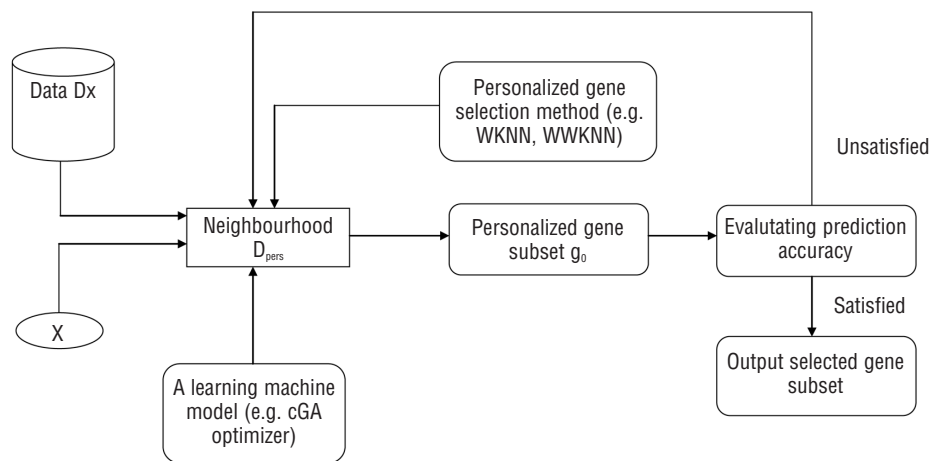 Data Dx
Personalized gene
selection method (e.g.
WKNN, WWKNN)
Unsatisfied
Neighbourhood
D_pers
Personalized gene
subset g₀
Evalutating prediction
accuracy
Satisfied
X
A learning machine
model (e.g. cGA
optimizer)
Output selected gene
subset